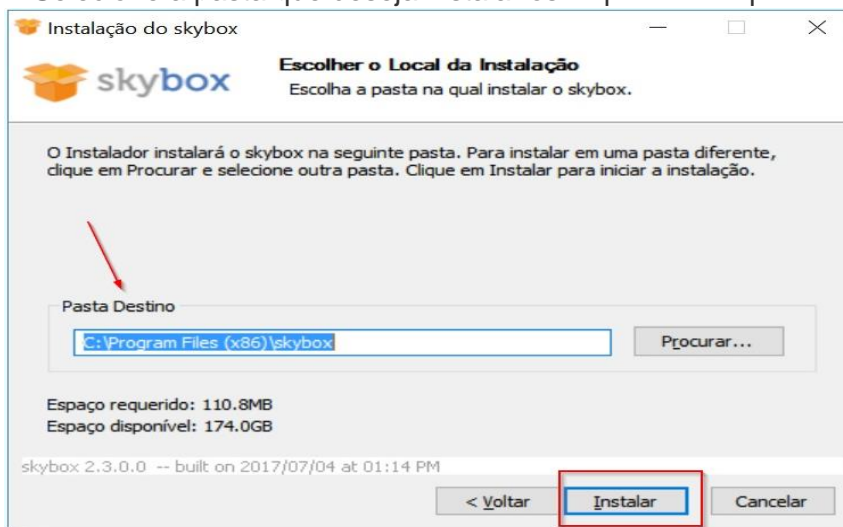 Instalação do skybox
skybox
Escolher o Local da Instalação
Escolha a pasta na qual instalar o skybox.
O Instalador instalará o skybox na seguinte pasta. Para instalar em uma pasta diferente,
clique em Procurar e selecione outra pasta. Clique em Instalar para iniciar a instalação.
Pasta Destino
C:\Program Files (x86)\skybox
Procurar...
Espaço requerido: 110.8MB
Espaço disponível: 174.0GB
skybox 2.3.0.0 -- built on 2017/07/04 at 01:14 PM
< Voltar Instalar Cancelar